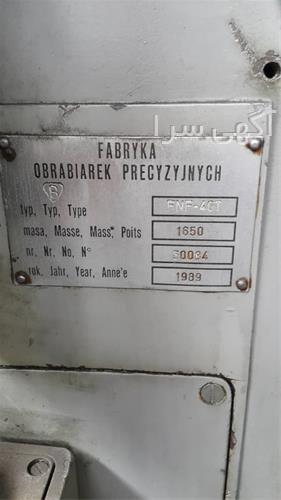 آگهی سرا
FABRYKA
OBRABIAREK PRECYZYJNYCH
typ, Typ, Type FNF-40T
masa, Masse, Mass, Poits 1650
nr, Nr, No, N° 50034
rok, Jahr, Year, Anne'e 1989